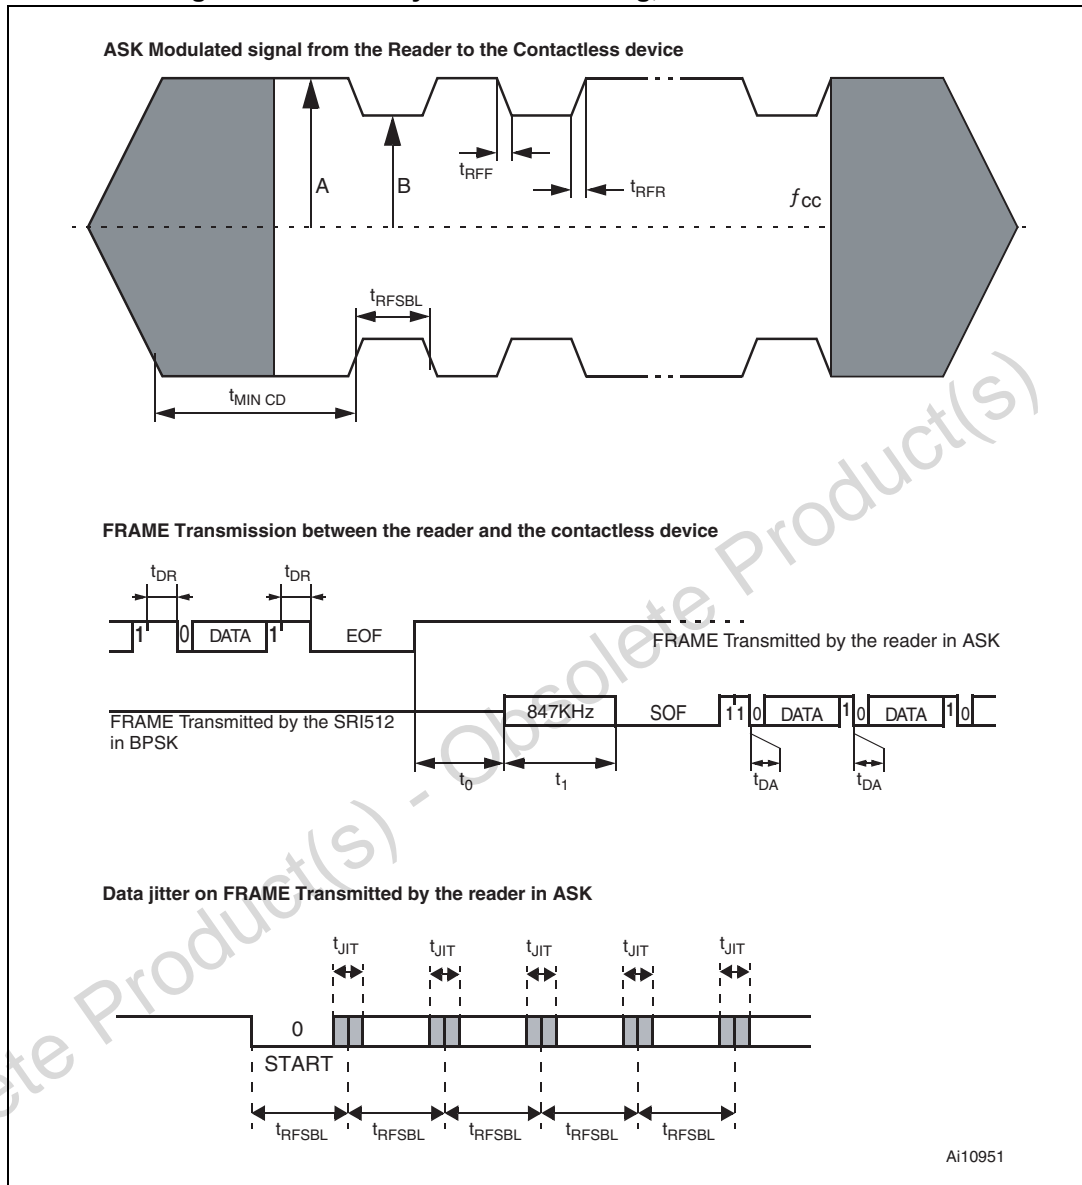 ASK Modulated signal from the Reader to the Contactless device
A
B
tRFF
tRFR
ƒcc
tRFSBL
tMIN CD
FRAME Transmission between the reader and the contactless device
tDR
tDR
1
0
DATA
1
EOF
FRAME Transmitted by the reader in ASK
847KHz
SOF
1 1
0
DATA
1
0
DATA
1
0
FRAME Transmitted by the SRI512
in BPSK
t0
t1
tDA
tDA
Data jitter on FRAME Transmitted by the reader in ASK
tJIT
tJIT
tJIT
tJIT
tJIT
0
START
tRFSBL
tRFSBL
tRFSBL
tRFSBL
tRFSBL
Ai10951
ete Product(s) - Obsolete Product(s)